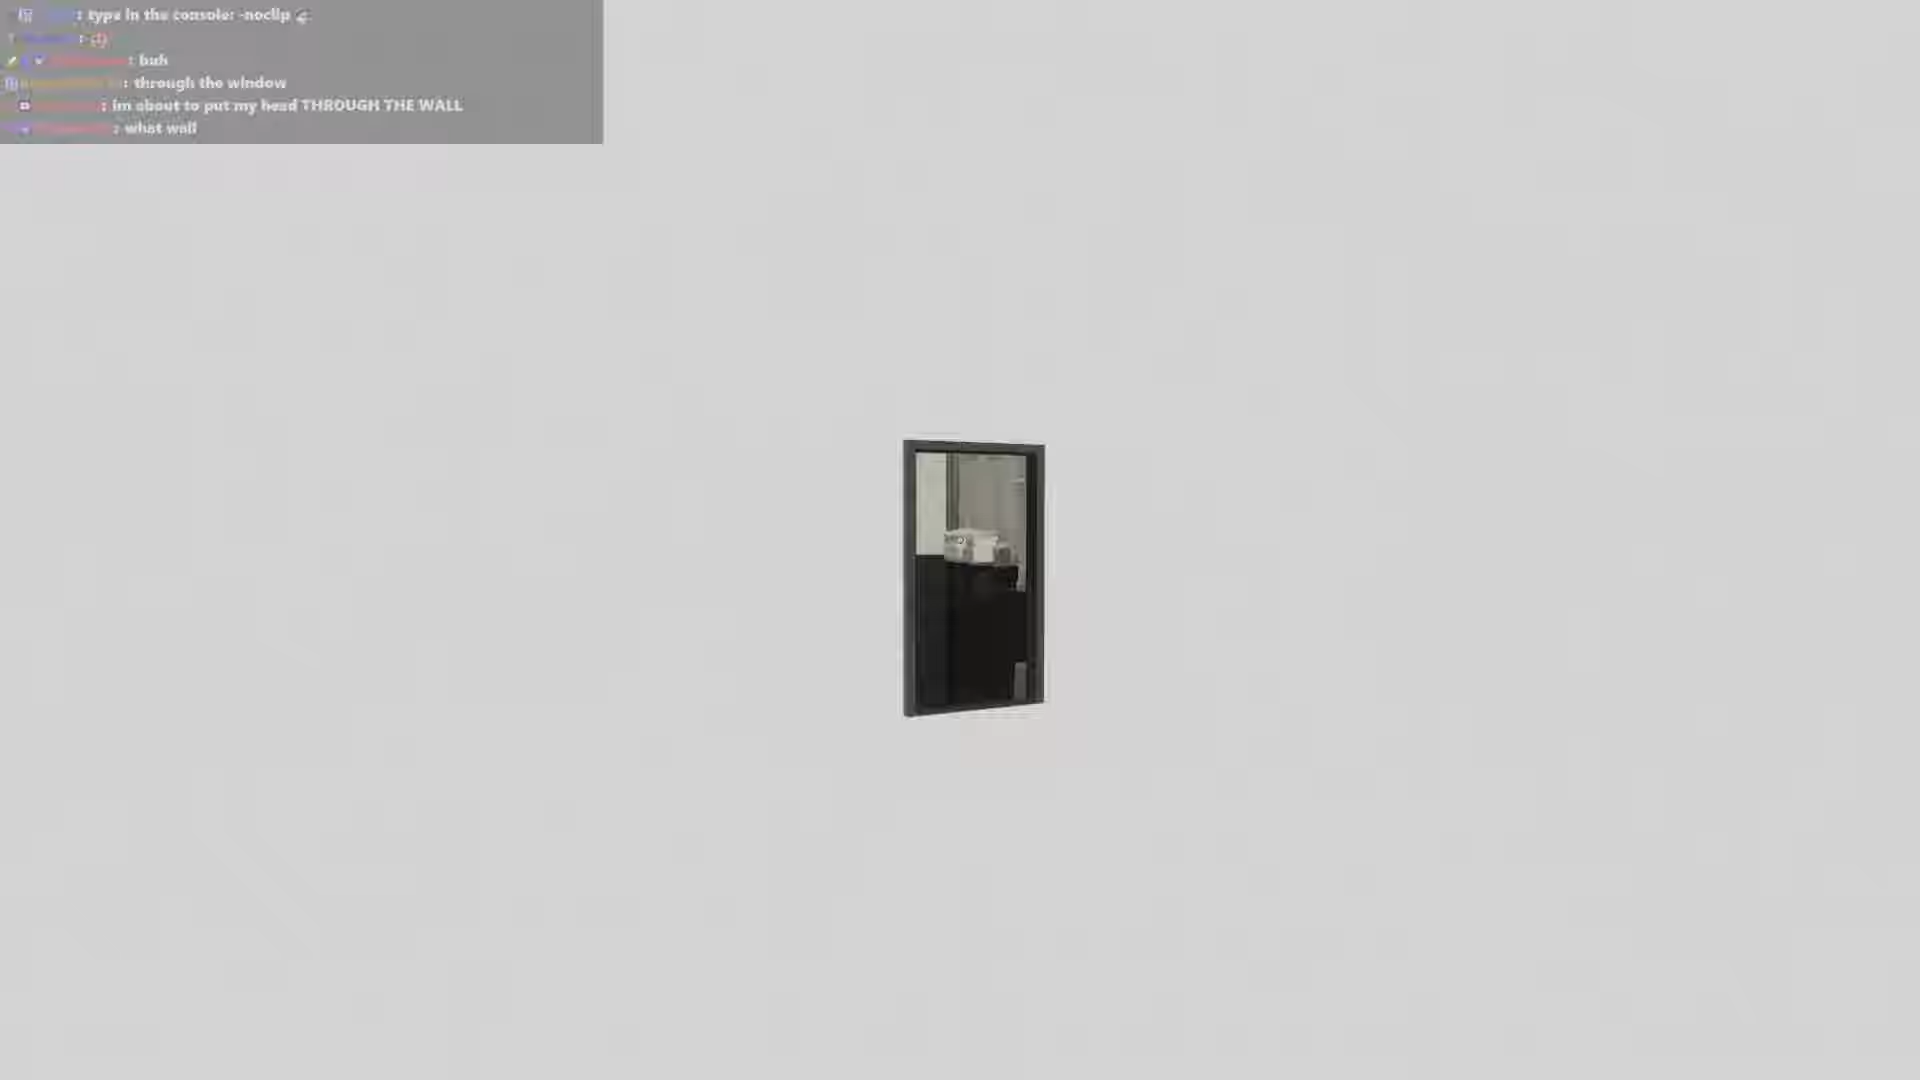 : type in the console: -noclip
:
: buh
: through the window
: im about to put my head THROUGH THE WALL
: what wall